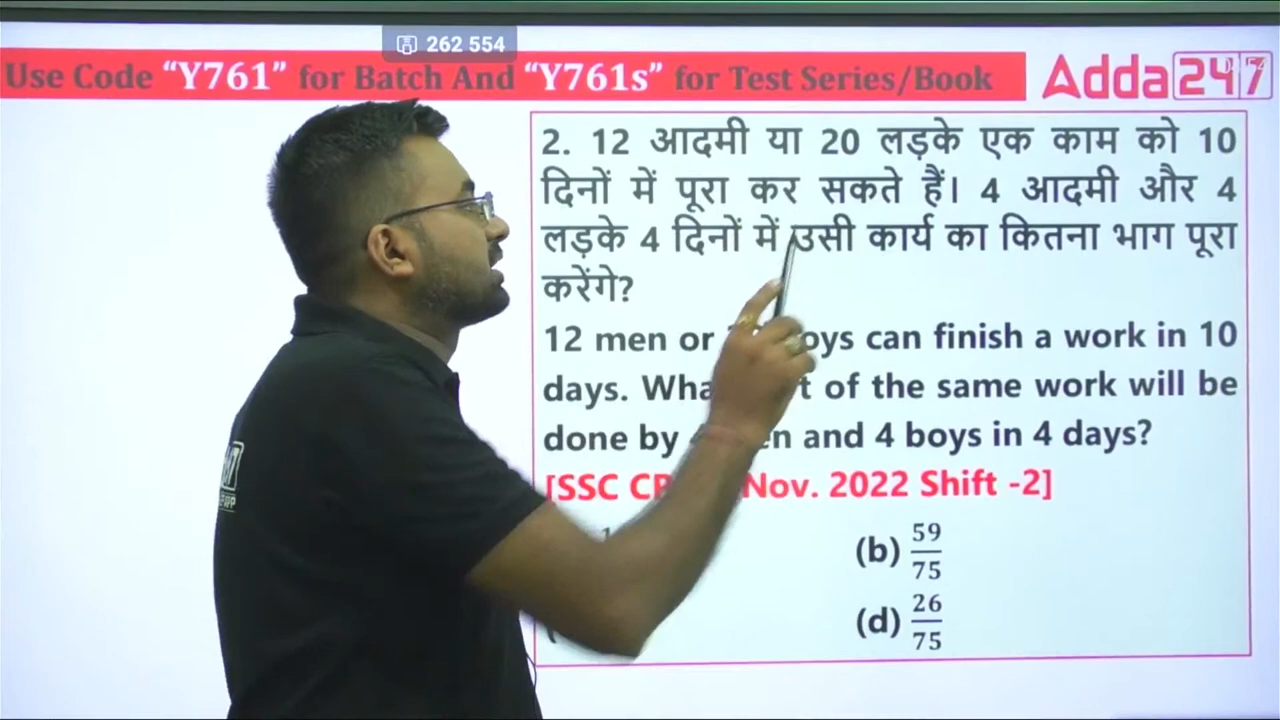 262 554
Use Code “Y761” for Batch And “Y761s” for Test Series/Book
Adda247
2. 12 आदमी या 20 लड़के एक काम को 10
दिनों में पूरा कर सकते हैं। 4 आदमी और 4
लड़के 4 दिनों में उसी कार्य का कितना भाग पूरा
करेंगे?
12 men or oys can finish a work in 10
days. t of the same work will be
done by and 4 boys in 4 days?
[SSC Nov. 2022 Shift -2]
(b) 59/75
(d) 26/75